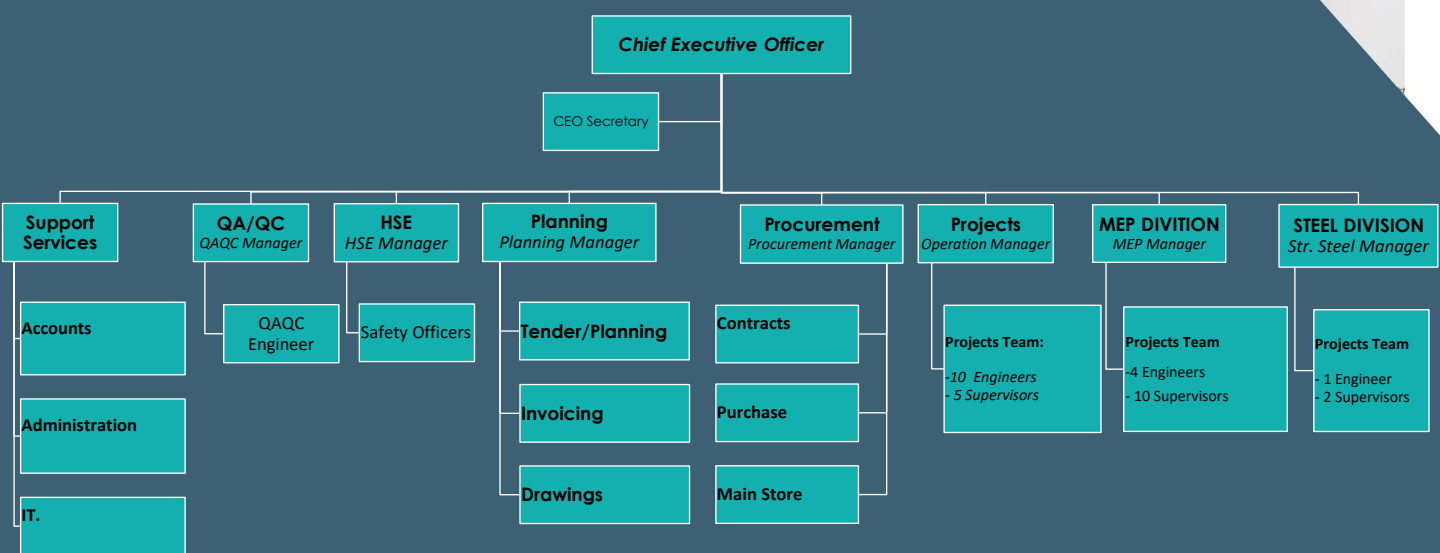 Chief Executive Officer
CEO Secretary
Support
Services
QA/QC
QAQC Manager
HSE
HSE Manager
Planning
Planning Manager
Procurement
Procurement Manager
Projects
Operation Manager
MEP DIVITION
MEP Manager
STEEL DIVISION
Str. Steel Manager
Accounts
Administration
IT.
QAQC
Engineer
Safety Officers
Tender/Planning
Invoicing
Drawings
Contracts
Purchase
Main Store
Projects Team:
-10 Engineers
- 5 Supervisors
Projects Team
-4 Engineers
- 10 Supervisors
Projects Team
- 1 Engineer
- 2 Supervisors